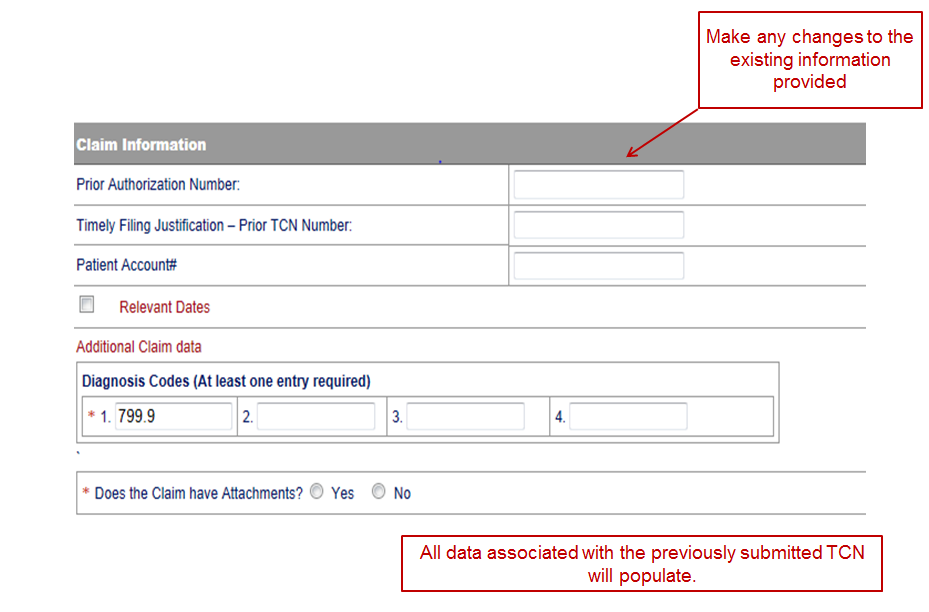 Make any changes to the
existing information
provided
Claim Information
Prior Authorization Number:
Timely Filing Justification – Prior TCN Number:
Patient Account#
Relevant Dates
Additional Claim data
Diagnosis Codes (At least one entry required)
* 1. 799.9 2. 3. 4.
* Does the Claim have Attachments? Yes No
All data associated with the previously submitted TCN
will populate.